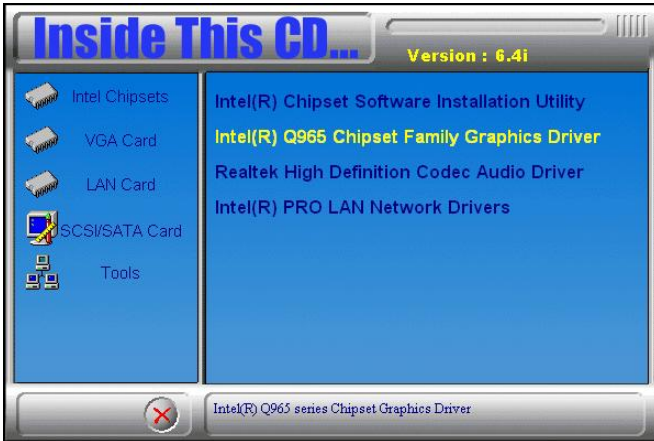 Inside This CD...
Version : 6.4i
Intel Chipsets
VGA Card
LAN Card
SCSI/SATA Card
Tools
Intel(R) Chipset Software Installation Utility
Intel(R) Q965 Chipset Family Graphics Driver
Realtek High Definition Codec Audio Driver
Intel(R) PRO LAN Network Drivers
Intel(R) Q965 series Chipset Graphics Driver